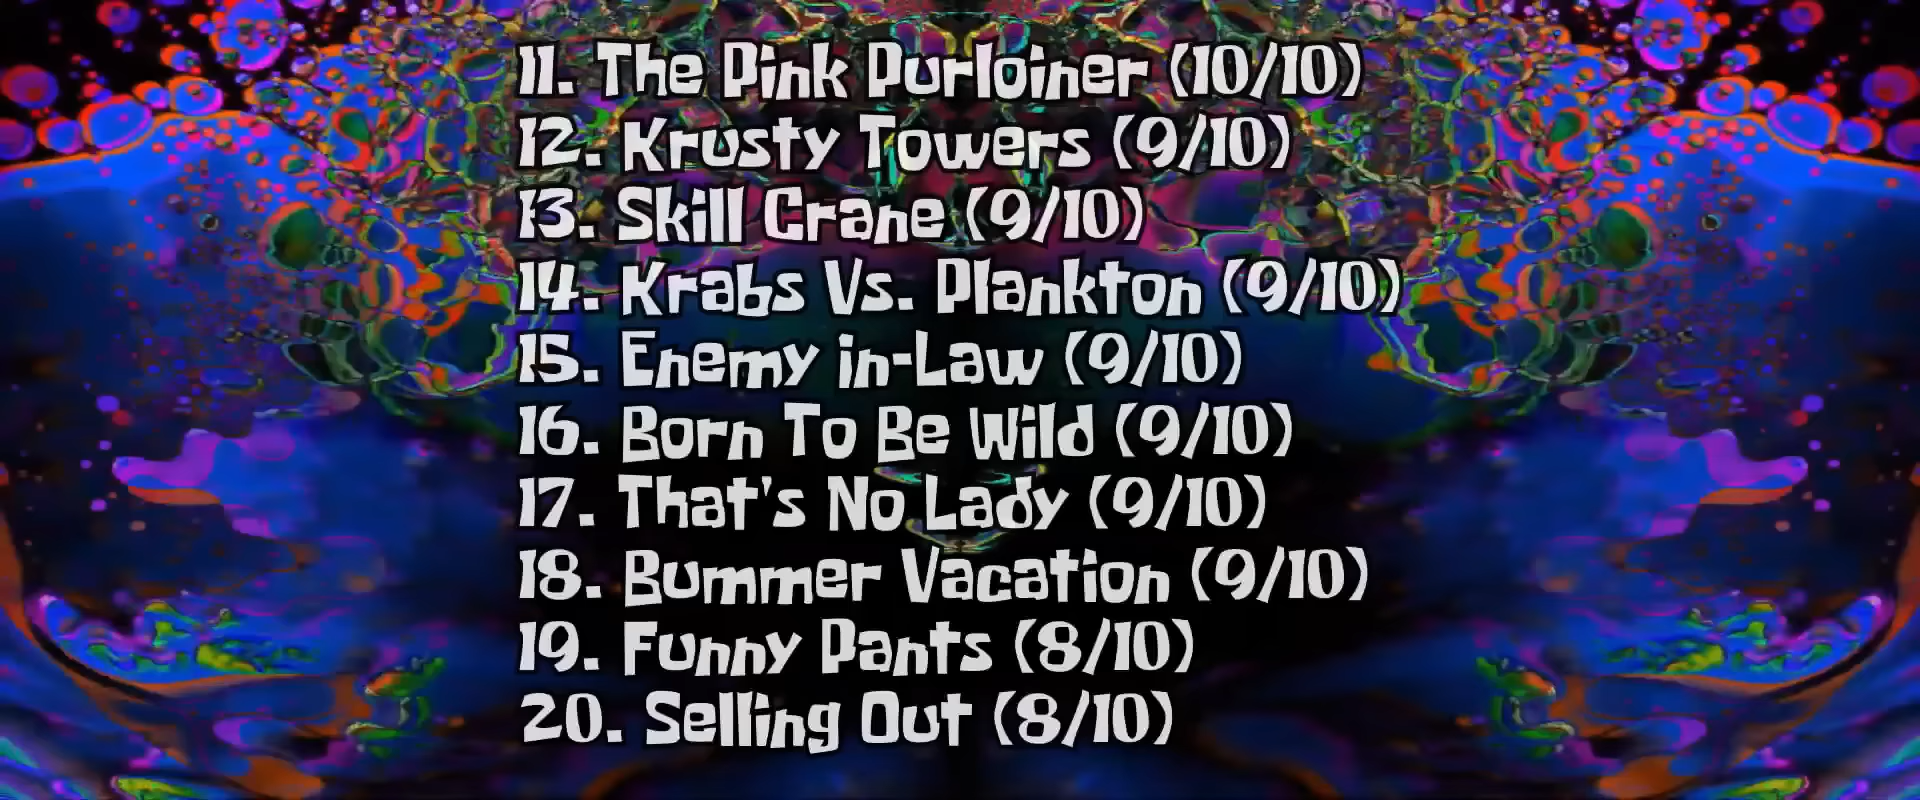 11. The Pink Purloiner (10/10)
12. Krusty Towers (9/10)
13. Skill Crane (9/10)
14. Krabs Vs. Plankton (9/10)
15. Enemy in-Law (9/10)
16. Born To Be Wild (9/10)
17. That's No Lady (9/10)
18. Bummer Vacation (9/10)
19. Funny Pants (8/10)
20. Selling Out (8/10)